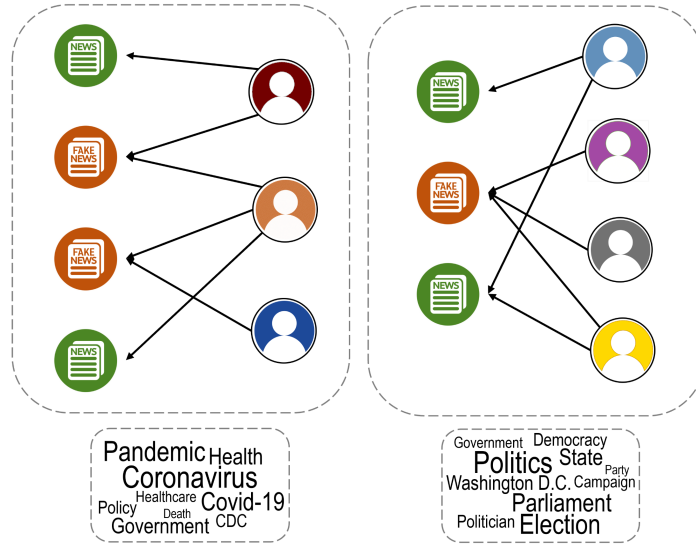 NEWS
FAKE
NEWS
FAKE
NEWS
NEWS
NEWS
FAKE
NEWS
NEWS
Pandemic Health
Coronavirus
Healthcare
Policy Covid-19
Death
Government CDC
Government Democracy
Politics State
Party
Washington D.C. Campaign
Parliament
Politician Election